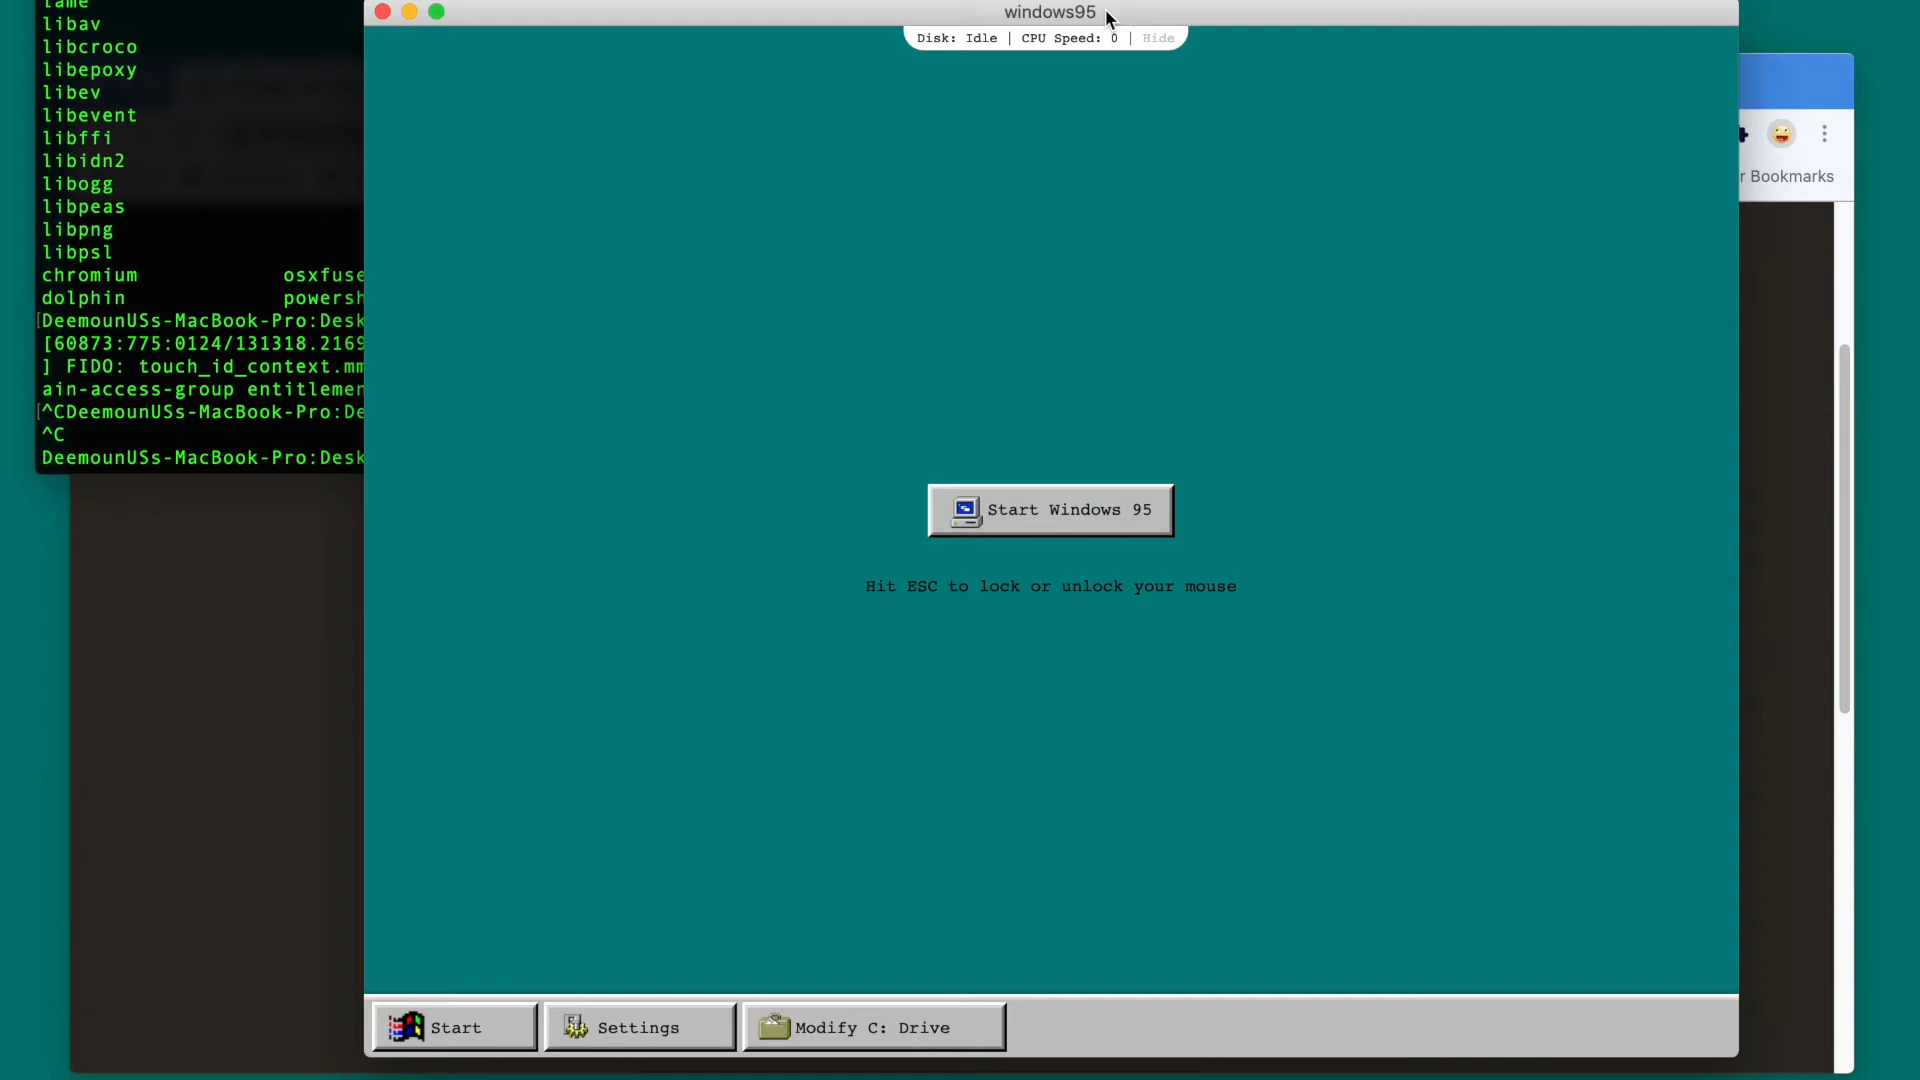 lame
libav
libcroco
libepoxy
libev
libevent
libffi
libidn2
libogg
libpeas
libpng
libpsl
chromium osxfuse
dolphin powersh
[DeemounUSs-MacBook-Pro:Desk
[60873:775:0124/131318.2169
] FIDO: touch_id_context.mm
ain-access-group entitlemen
[^CDeemounUSs-MacBook-Pro:De
^C
DeemounUSs-MacBook-Pro:Desk
windows95
Disk: Idle | CPU Speed: 0 | Hide
r Bookmarks
Start Windows 95
Hit ESC to lock or unlock your mouse
Start
Settings
Modify C: Drive